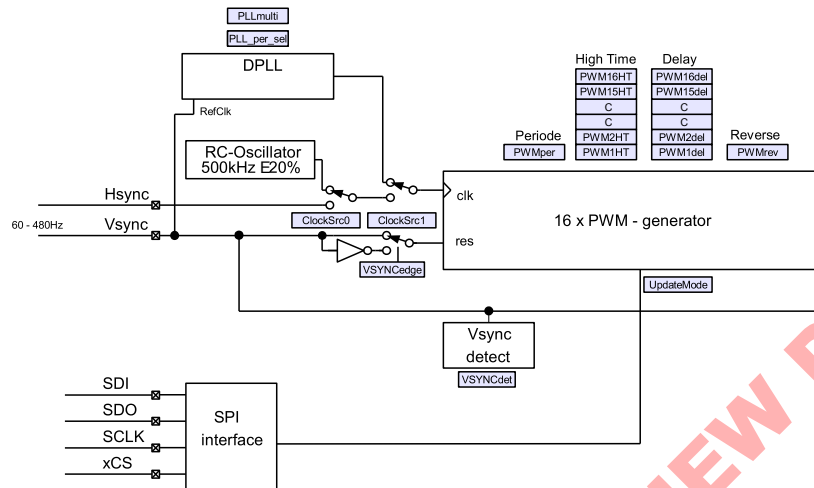 PLLmulti
PLL_per_sel
DPLL
RefClk
High Time
Delay
PWM16HT
PWM16del
PWM15HT
PWM15del
C
C
C
C
Periode
PWM2HT
PWM2del
Reverse
PWMper
PWM1HT
PWM1del
PWMrev
RC-Oscillator
500kHz E20%
Hsync
clk
ClockSrc0
ClockSrc1
16 x PWM - generator
60 - 480Hz
Vsync
res
VSYNCedge
UpdateMode
Vsync
detect
VSYNCdet
SDI
SDO
SCLK
xCS
SPI
interface
EW